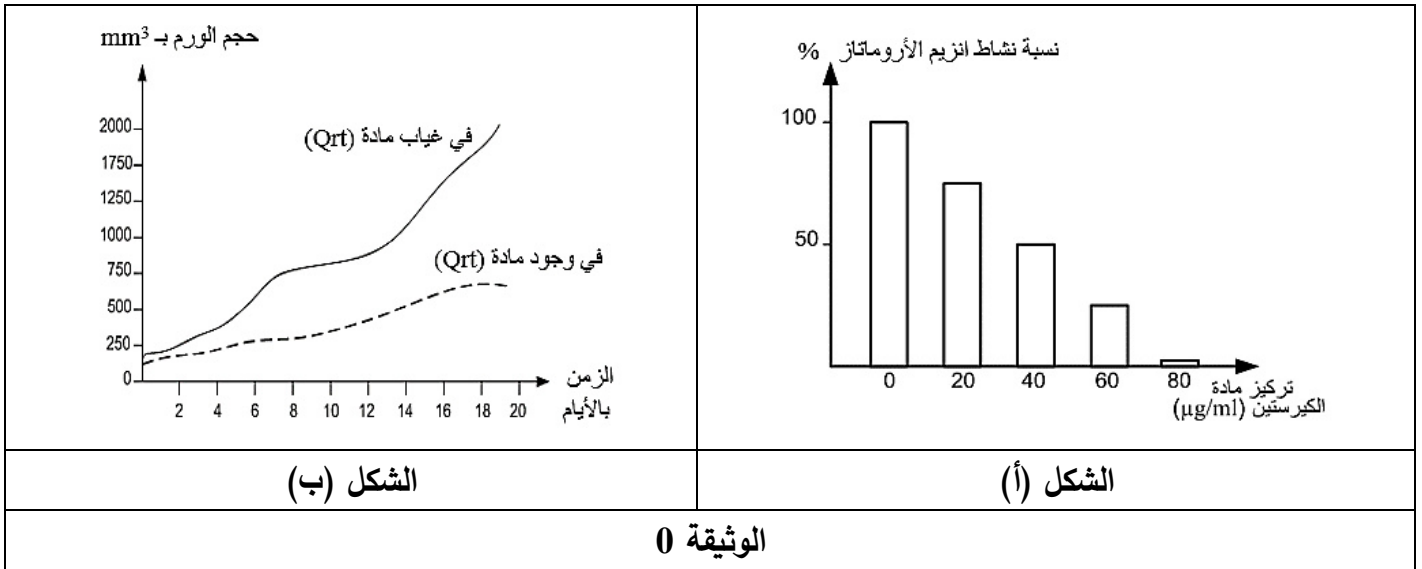 نسبة نشاط انزيم الأروماتاز %
100
50
0 20 40 60 80
تركيز مادة
الكيرستين (µg/ml)
الشكل (أ)
حجم الورم بـ mm³
2000
1750
1250
1000
750
500
250
0
في غياب مادة (Qrt)
في وجود مادة (Qrt)
2 4 6 8 10 12 14 16 18 20
الزمن
بالأيام
الشكل (ب)
الوثيقة 0